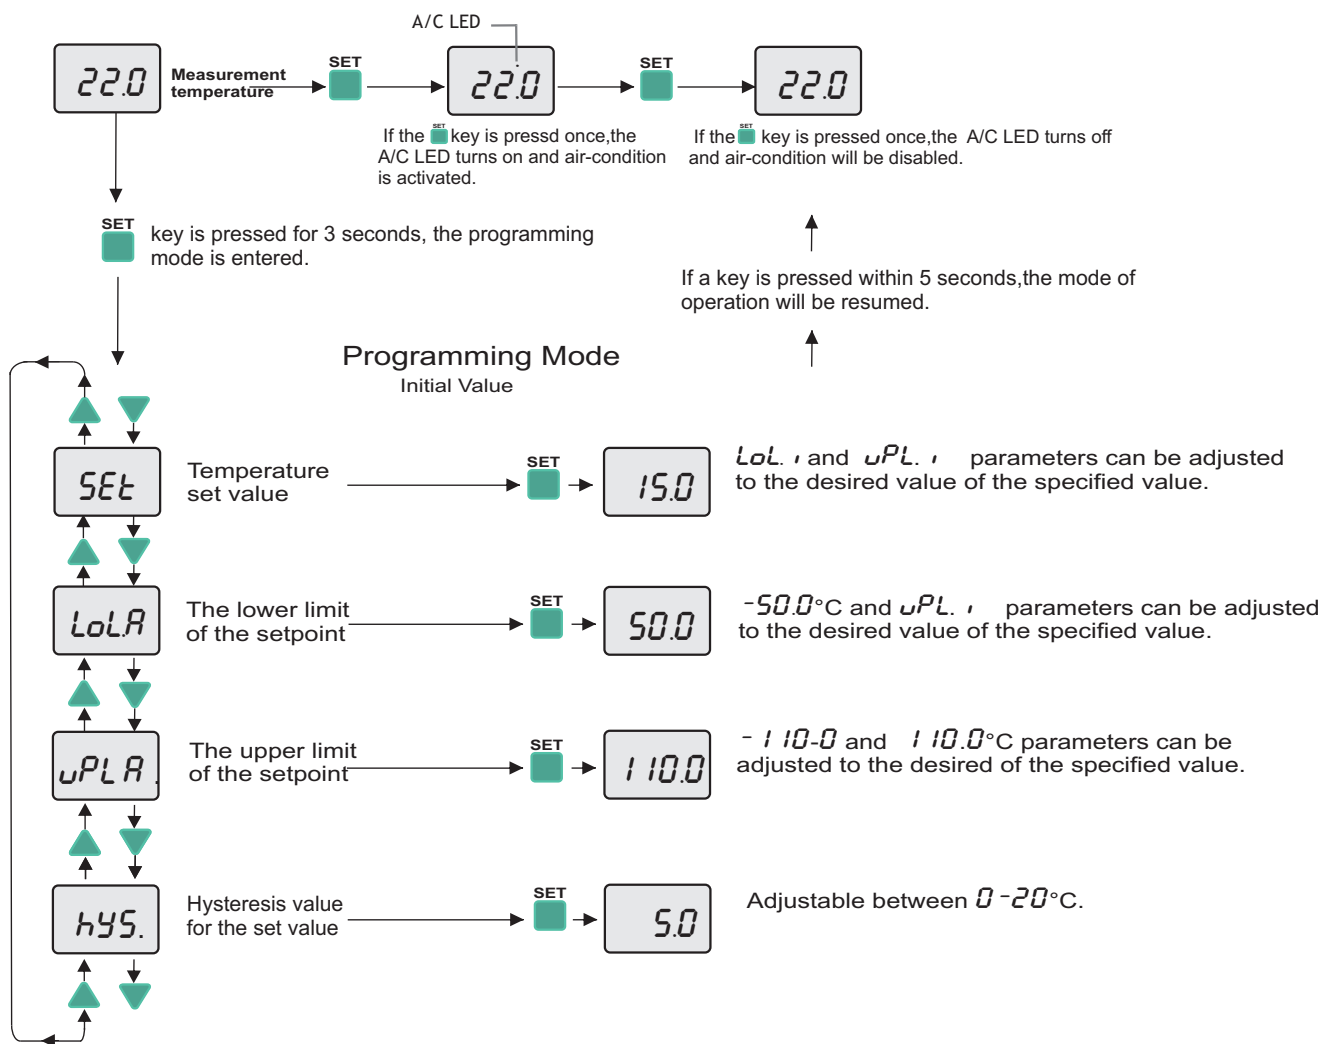 A/C LED
22.0
Measurement
temperature
SET
22.0
SET
22.0
If the SET key is pressd once,the
A/C LED turns on and air-condition
is activated.
If the SET key is pressed once,the A/C LED turns off
and air-condition will be disabled.
SET
key is pressed for 3 seconds, the programming
mode is entered.
If a key is pressed within 5 seconds,the mode of
operation will be resumed.
Programming Mode
Initial Value
SEt
Temperature
set value
SET
15.0
LoL. ı and uPL. ı parameters can be adjusted
to the desired value of the specified value.
LoL.A
The lower limit
of the setpoint
SET
50.0
-50.0°C and uPL. ı parameters can be adjusted
to the desired value of the specified value.
uPLA.
The upper limit
of the setpoint
SET
110.0
-110-0 and 110.0°C parameters can be
adjusted to the desired of the specified value.
hYS.
Hysteresis value
for the set value
SET
5.0
Adjustable between 0-20°C.